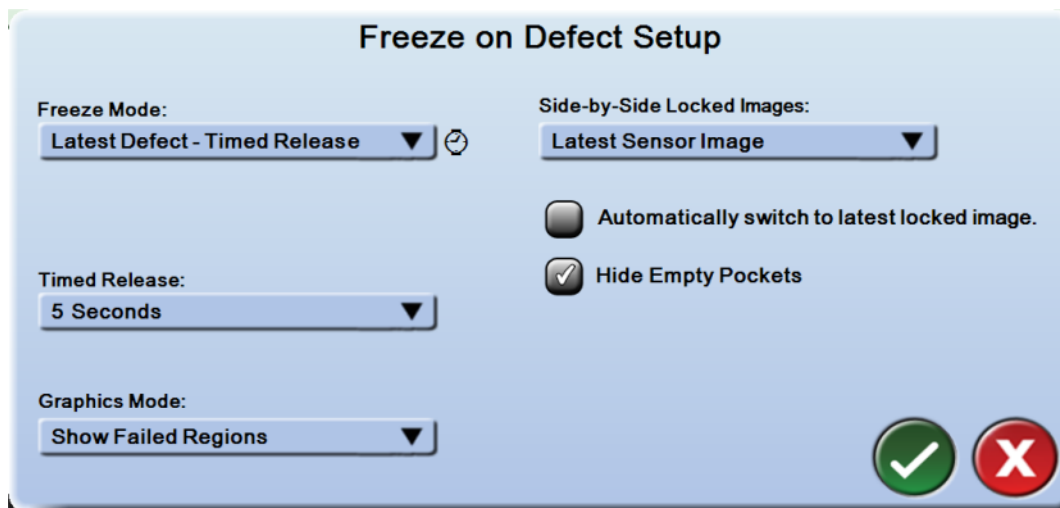 Freeze on Defect Setup
Freeze Mode:
Latest Defect - Timed Release
Side-by-Side Locked Images:
Latest Sensor Image
Automatically switch to latest locked image.
Hide Empty Pockets
Timed Release:
5 Seconds
Graphics Mode:
Show Failed Regions